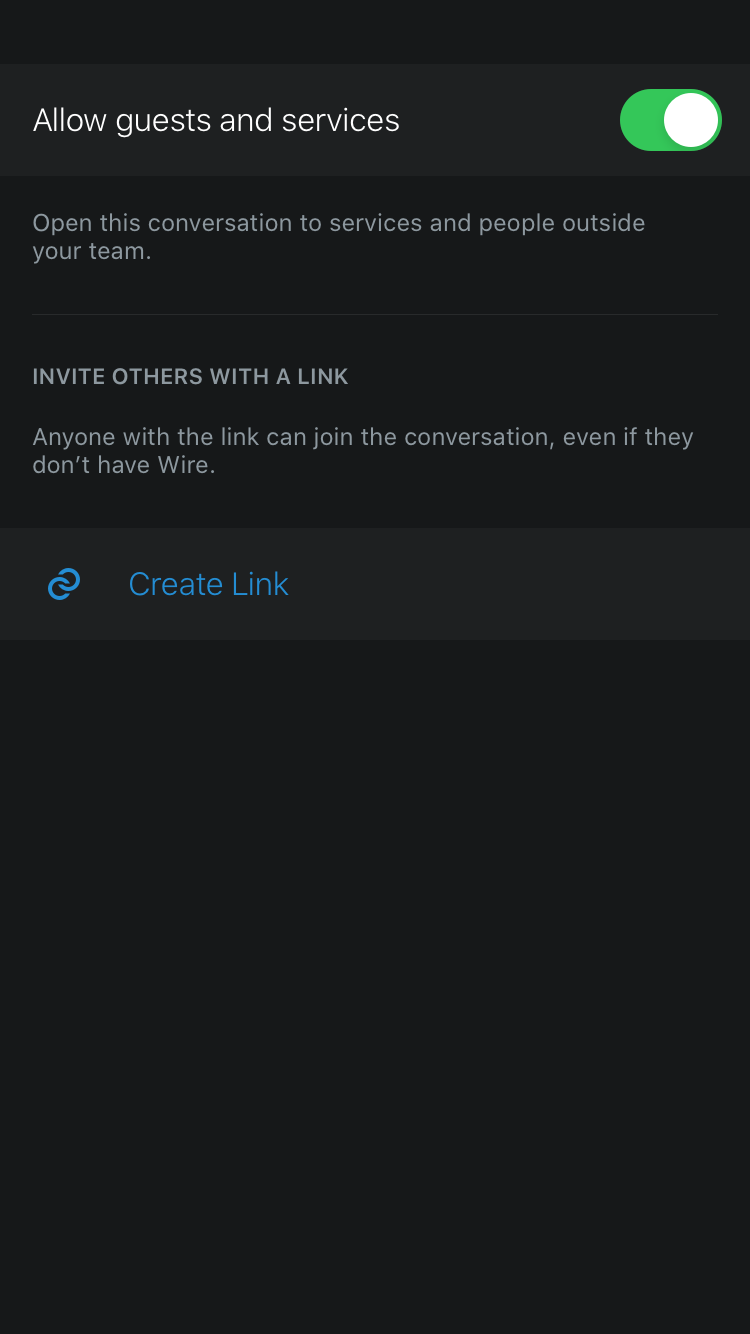 Allow guests and services
Open this conversation to services and people outside
your team.
INVITE OTHERS WITH A LINK
Anyone with the link can join the conversation, even if they
don’t have Wire.
Create Link